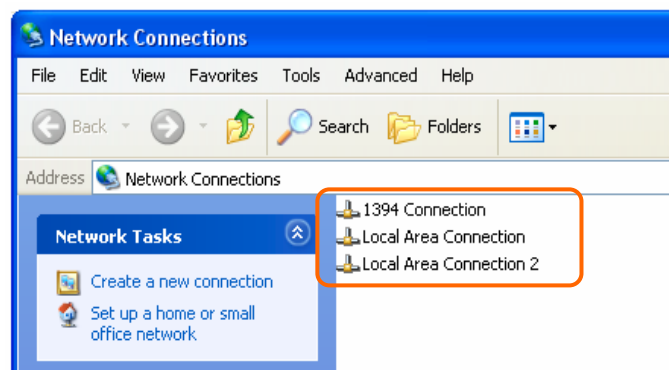 Network Connections
File Edit View Favorites Tools Advanced Help
Back Search Folders
Address Network Connections
Network Tasks
Create a new connection
Set up a home or small
office network
1394 Connection
Local Area Connection
Local Area Connection 2